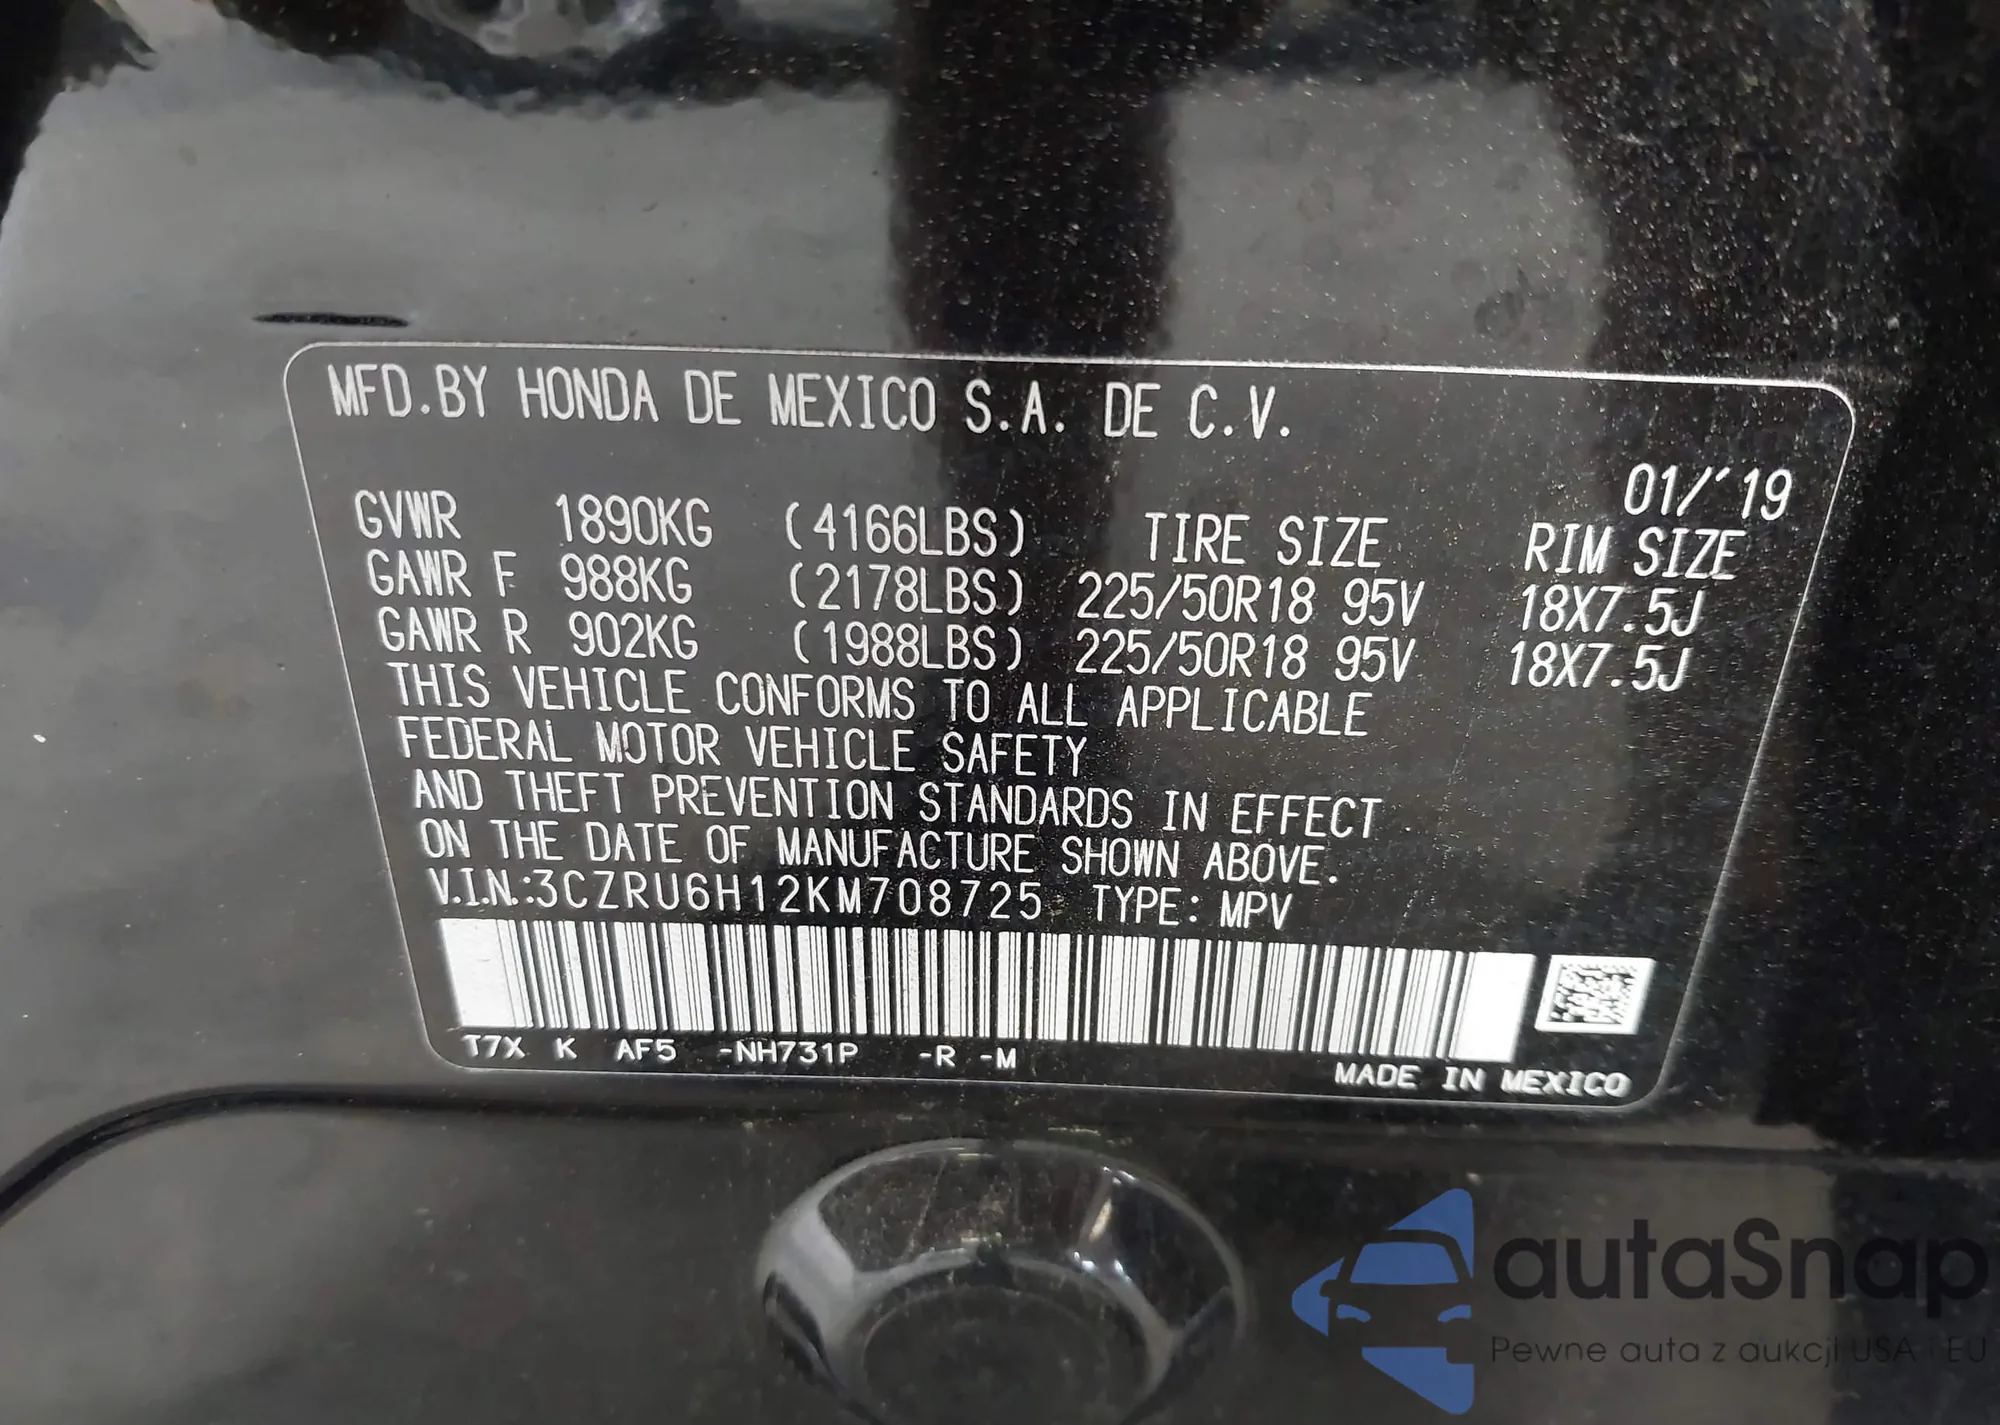 MFD.BY HONDA DE MEXICO S.A. DE C.V.
01/'19
GVWR 1890KG (4166LBS) TIRE SIZE RIM SIZE
GAWR F 988KG (2178LBS) 225/50R18 95V 18X7.5J
GAWR R 902KG (1988LBS) 225/50R18 95V 18X7.5J
THIS VEHICLE CONFORMS TO ALL APPLICABLE
FEDERAL MOTOR VEHICLE SAFETY
AND THEFT PREVENTION STANDARDS IN EFFECT
ON THE DATE OF MANUFACTURE SHOWN ABOVE.
V.I.N.:3CZRU6H12KM708725 TYPE: MPV
T7X K AF5 -NH731P -R -M
MADE IN MEXICO
autaSnap
Pewne auta z aukcji USA i EU